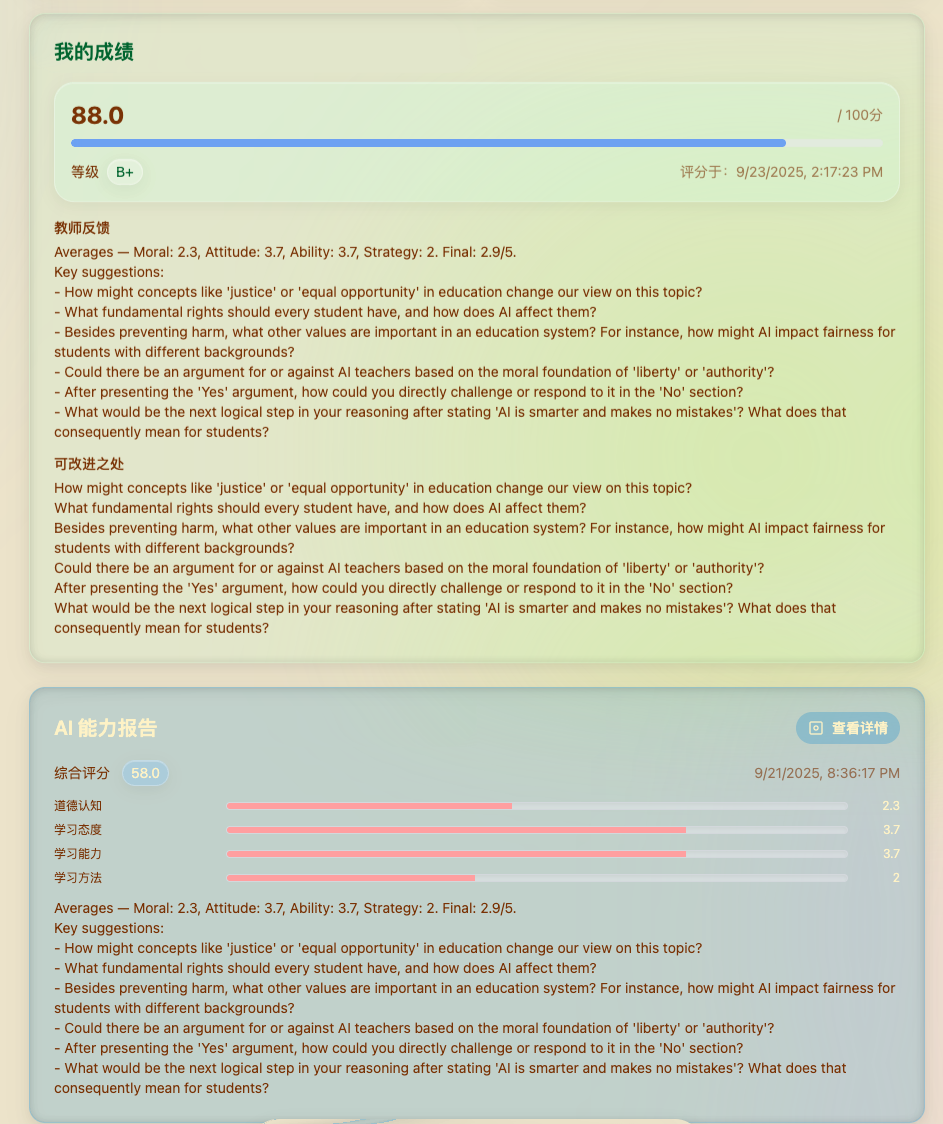 我的成绩
88.0
/ 100分
等级 B+ 评分于：9/23/2025, 2:17:23 PM
教师反馈
Averages — Moral: 2.3, Attitude: 3.7, Ability: 3.7, Strategy: 2. Final: 2.9/5.
Key suggestions:
- How might concepts like 'justice' or 'equal opportunity' in education change our view on this topic?
- What fundamental rights should every student have, and how does AI affect them?
- Besides preventing harm, what other values are important in an education system? For instance, how might AI impact fairness for
students with different backgrounds?
- Could there be an argument for or against AI teachers based on the moral foundation of 'liberty' or 'authority'?
- After presenting the 'Yes' argument, how could you directly challenge or respond to it in the 'No' section?
- What would be the next logical step in your reasoning after stating 'AI is smarter and makes no mistakes'? What does that
consequently mean for students?
可改进之处
How might concepts like 'justice' or 'equal opportunity' in education change our view on this topic?
What fundamental rights should every student have, and how does AI affect them?
Besides preventing harm, what other values are important in an education system? For instance, how might AI impact fairness for
students with different backgrounds?
Could there be an argument for or against AI teachers based on the moral foundation of 'liberty' or 'authority'?
After presenting the 'Yes' argument, how could you directly challenge or respond to it in the 'No' section?
What would be the next logical step in your reasoning after stating 'AI is smarter and makes no mistakes'? What does that
consequently mean for students?
AI 能力报告
查看详情
综合评分 58.0 9/21/2025, 8:36:17 PM
道德认知 2.3
学习态度 3.7
学习能力 3.7
学习方法 2
Averages — Moral: 2.3, Attitude: 3.7, Ability: 3.7, Strategy: 2. Final: 2.9/5.
Key suggestions:
- How might concepts like 'justice' or 'equal opportunity' in education change our view on this topic?
- What fundamental rights should every student have, and how does AI affect them?
- Besides preventing harm, what other values are important in an education system? For instance, how might AI impact fairness for
students with different backgrounds?
- Could there be an argument for or against AI teachers based on the moral foundation of 'liberty' or 'authority'?
- After presenting the 'Yes' argument, how could you directly challenge or respond to it in the 'No' section?
- What would be the next logical step in your reasoning after stating 'AI is smarter and makes no mistakes'? What does that
consequently mean for students?